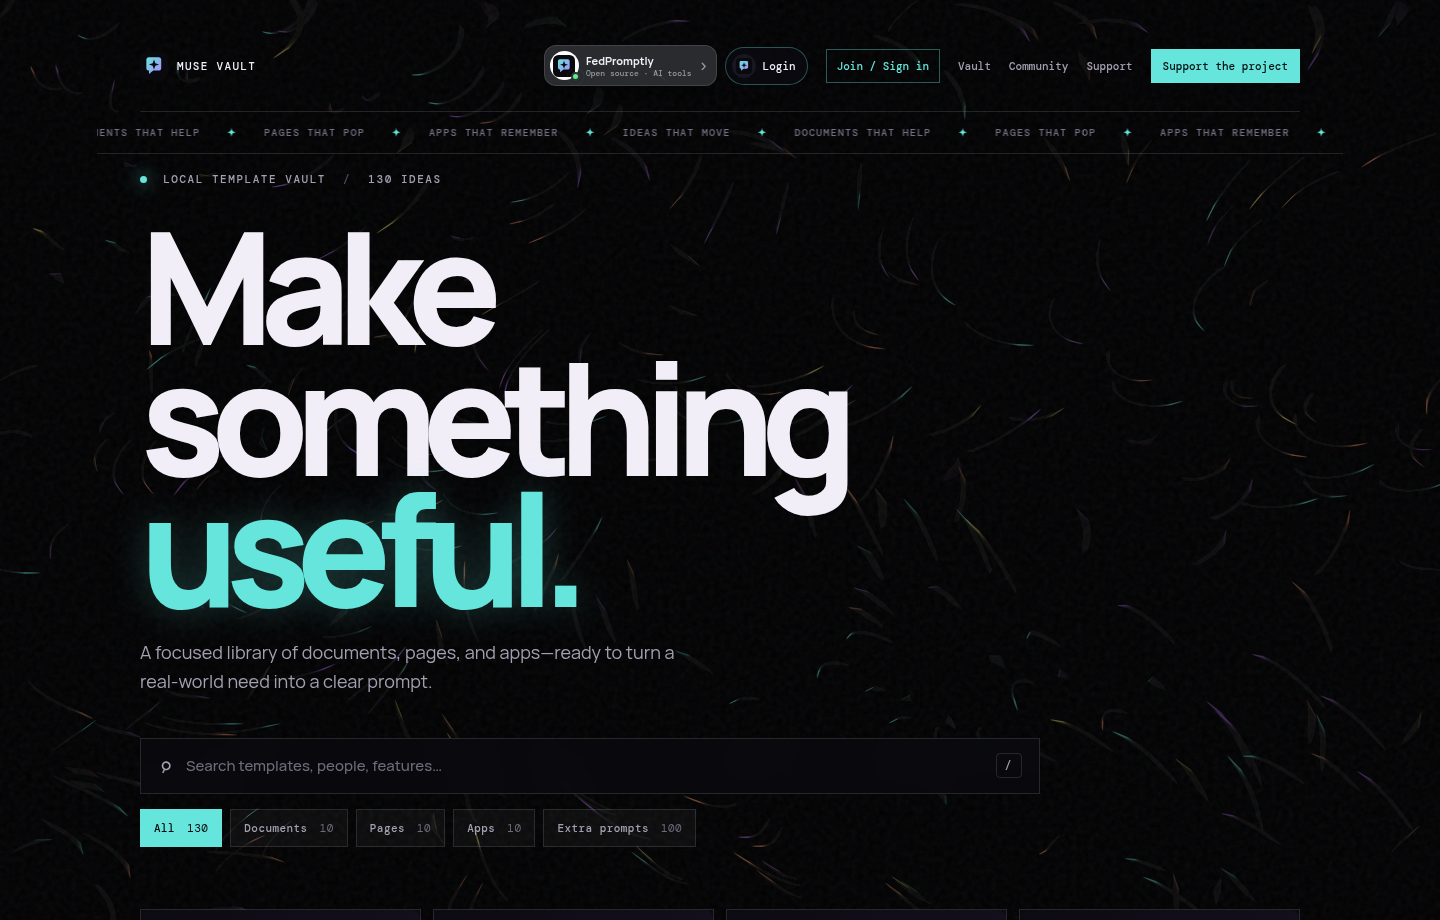 MUSE VAULT
FedPromptly
Open source · AI tools
Login
Join / Sign in
Vault
Community
Support
Support the project
ENTS THAT HELP ✦ PAGES THAT POP ✦ APPS THAT REMEMBER ✦ IDEAS THAT MOVE ✦ DOCUMENTS THAT HELP ✦ PAGES THAT POP ✦ APPS THAT REMEMBER ✦
LOCAL TEMPLATE VAULT / 130 IDEAS
Make
something
useful.
A focused library of documents, pages, and apps—ready to turn a
real-world need into a clear prompt.
Search templates, people, features…
/
All 130
Documents 10
Pages 10
Apps 10
Extra prompts 100